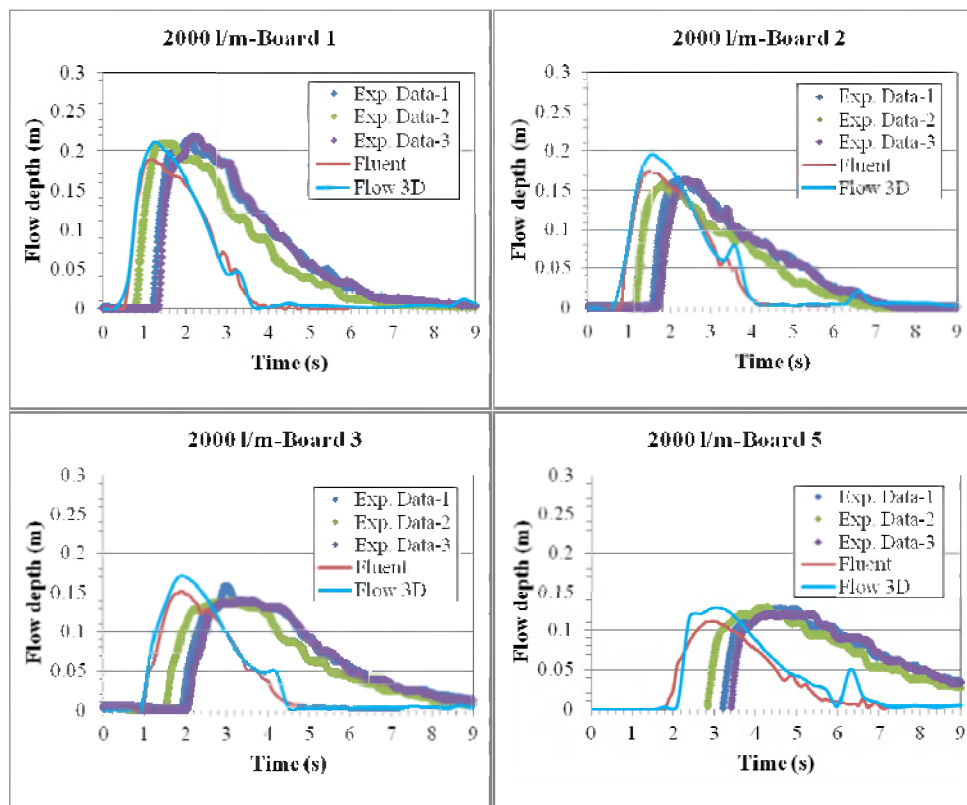 2000 l/m-Board 1
0.3
0.25
0.2
0.15
0.1
0.05
0
Flow depth (m)
Exp. Data-1
Exp. Data-2
Exp. Data-3
Fluent
Flow 3D
0 1 2 3 4 5 6 7 8 9
Time (s)
2000 l/m-Board 2
0.3
0.25
0.2
0.15
0.1
0.05
0
Flow depth (m)
Exp. Data-1
Exp. Data-2
Exp. Data-3
Fluent
Flow 3D
0 1 2 3 4 5 6 7 8 9
Time (s)
2000 l/m-Board 3
0.3
0.25
0.2
0.15
0.1
0.05
0
Flow depth (m)
Exp. Data-1
Exp. Data-2
Exp. Data-3
Fluent
Flow 3D
0 1 2 3 4 5 6 7 8 9
Time (s)
2000 l/m-Board 5
0.3
0.25
0.2
0.15
0.1
0.05
0
Flow depth (m)
Exp. Data-1
Exp. Data-2
Exp. Data-3
Fluent
Flow 3D
0 1 2 3 4 5 6 7 8 9
Time (s)